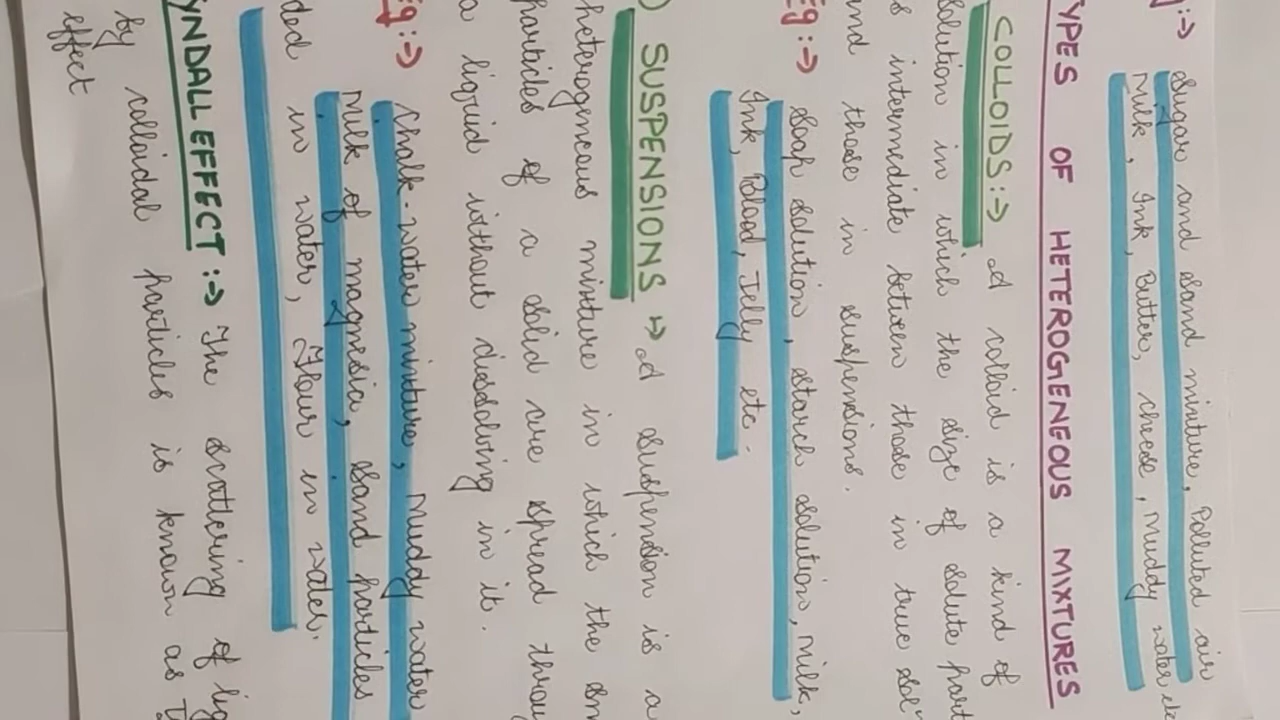 g :→ Sugar and sand mixture, Polluted air
Milk, Ink, Butter, cheese, muddy water etc
YPES OF HETEROGENEOUS MIXTURES
COLLOIDS :→ A colloid is a kind of
solution in which the size of solute part
s intermediate between those in true sol
and those in suspensions.
Eg :→ Soap solution, starch solution, milk,
Ink, Blood, Jelly etc.
) SUSPENSIONS → A suspension is a
heterogneous mixture in which the sm
particles of a solid are spread throu
a liquid without dissolving in it.
Eg :→ Chalk-water mixture, Muddy water
Milk of magnesia, Sand particles
ded in water, Flour in water.
YNDALL EFFECT :→ The scattering of lig
by colloidal particles is known as T
effect